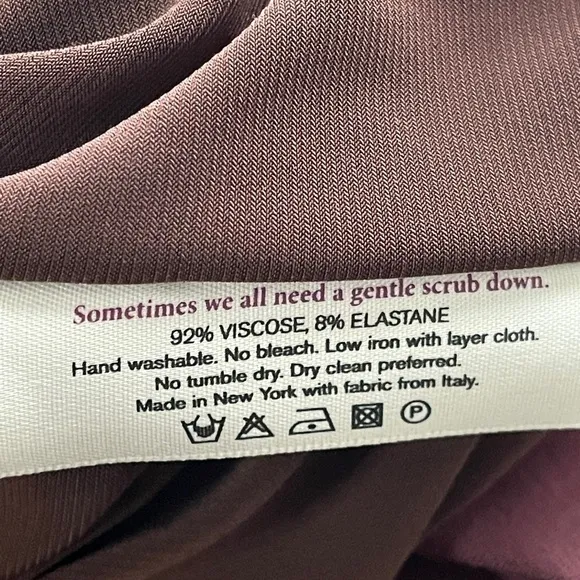 Sometimes we all need a gentle scrub down.
92% VISCOSE, 8% ELASTANE
Hand washable. No bleach. Low iron with layer cloth.
No tumble dry. Dry clean preferred.
Made in New York with fabric from Italy.
P